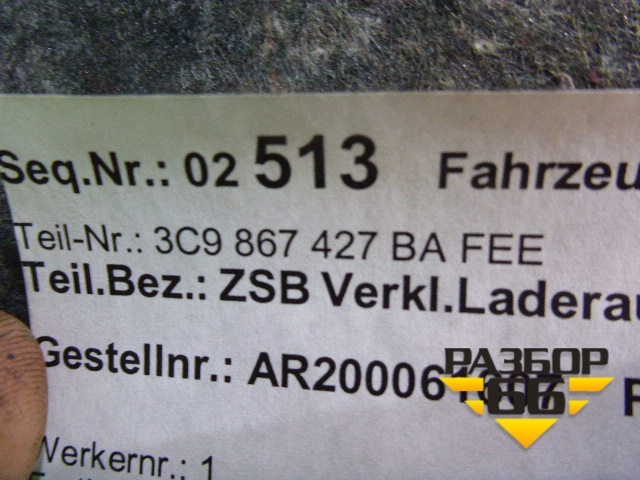 Seq.Nr.: 02 513 Fahrzeu
Teil-Nr.: 3C9 867 427 BA FEE
Teil.Bez.: ZSB Verkl.Laderau
Gestellnr.: AR200061307
РАЗБОР
66
Werkernr.: 1